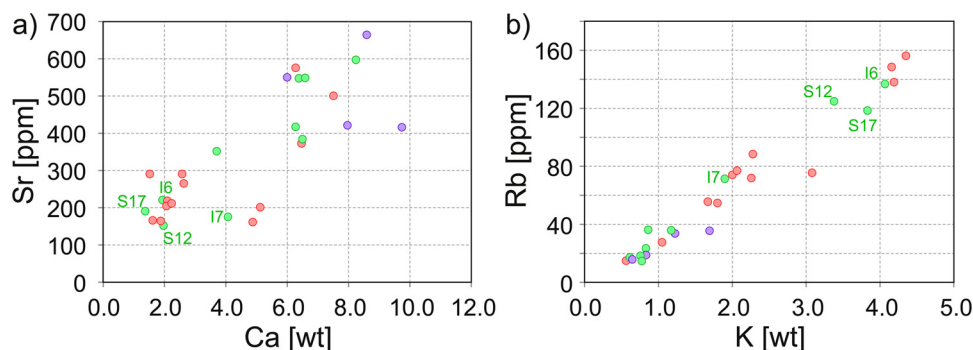 a)
Sr [ppm]
700
600
500
400
300
200
100
0
I6
S17
S12
I7
0.0 2.0 4.0 6.0 8.0 10.0 12.0
Ca [wt]
b)
Rb [ppm]
160
120
80
40
0
I6
S12
S17
I7
0.0 1.0 2.0 3.0 4.0 5.0
K [wt]